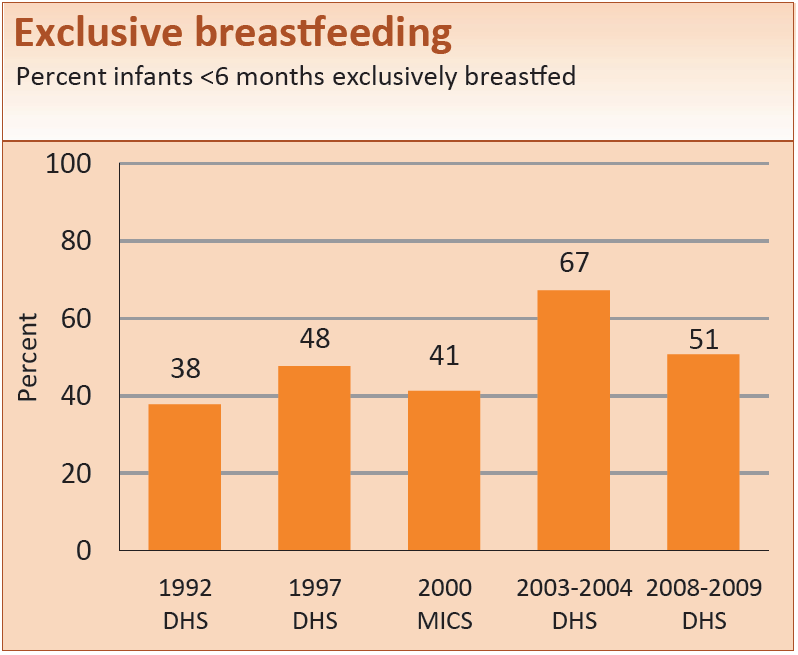 Exclusive breastfeeding
Percent infants <6 months exclusively breastfed
Percent
100
80
60
40
20
0
38
48
41
67
51
1992
DHS
1997
DHS
2000
MICS
2003-2004
DHS
2008-2009
DHS